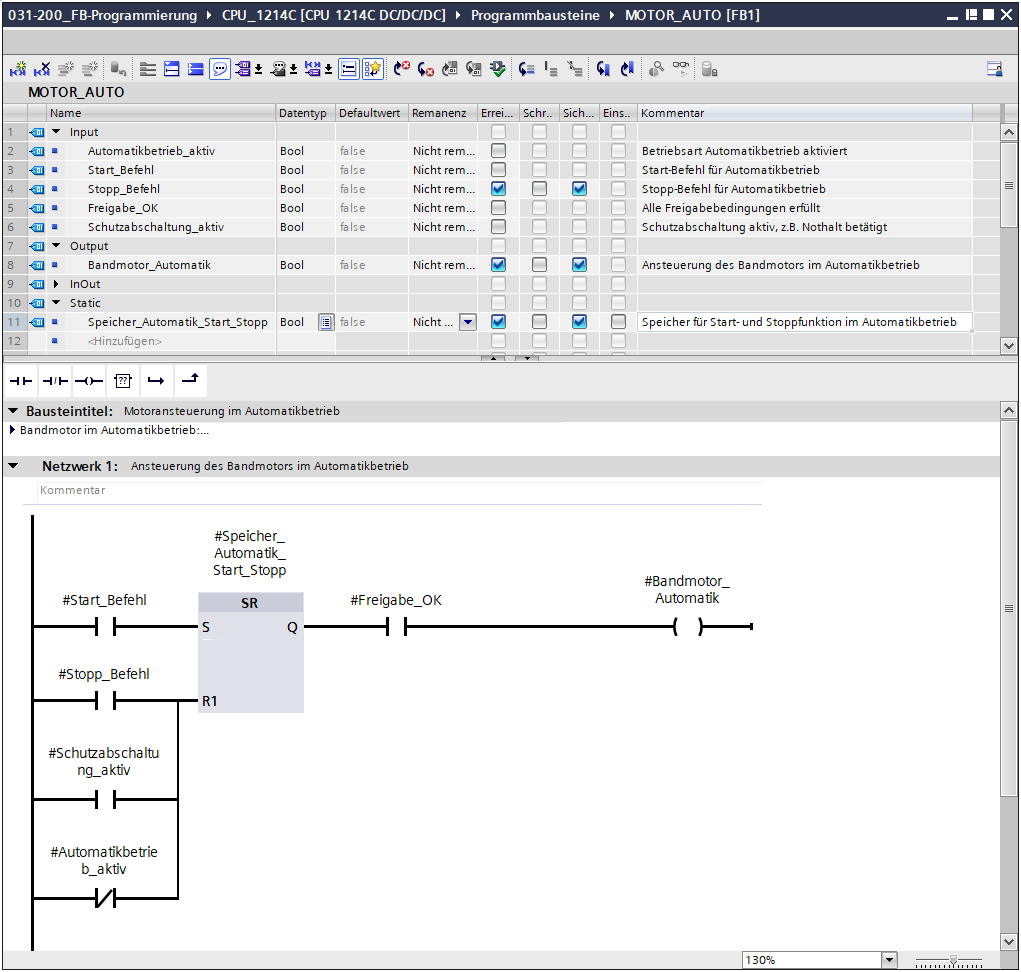 031-200_FB-Programmierung ▸ CPU_1214C [CPU 1214C DC/DC/DC] ▸ Programmbausteine ▸ MOTOR_AUTO [FB1]
MOTOR_AUTO
Name Datentyp Defaultwert Remanenz Errei... Schr.. Sich... Eins.. Kommentar
1 Input
2 Automatikbetrieb_aktiv Bool false Nicht rem... Betriebsart Automatikbetrieb aktiviert
3 Start_Befehl Bool false Nicht rem... Start-Befehl für Automatikbetrieb
4 Stopp_Befehl Bool false Nicht rem... Stopp-Befehl für Automatikbetrieb
5 Freigabe_OK Bool false Nicht rem... Alle Freigabebedingungen erfüllt
6 Schutzabschaltung_aktiv Bool false Nicht rem... Schutzabschaltung aktiv, z.B. Nothalt betätigt
7 Output
8 Bandmotor_Automatik Bool false Nicht rem... Ansteuerung des Bandmotors im Automatikbetrieb
9 InOut
10 Static
11 Speicher_Automatik_Start_Stopp Bool false Nicht ... Speicher für Start- und Stoppfunktion im Automatikbetrieb
12 <Hinzufügen>
??
Bausteintitel: Motoransteuerung im Automatikbetrieb
Bandmotor im Automatikbetrieb:...
Netzwerk 1: Ansteuerung des Bandmotors im Automatikbetrieb
Kommentar
#Speicher_
Automatik_
Start_Stopp
#Start_Befehl
SR
S
Q
#Freigabe_OK
#Bandmotor_
Automatik
#Stopp_Befehl
R1
#Schutzabschaltu
ng_aktiv
#Automatikbetrie
b_aktiv
130%